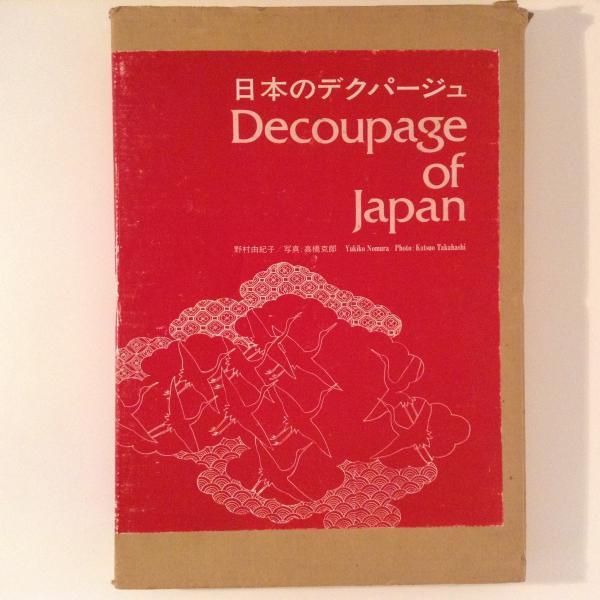 日本のデクパージュ
Decoupage
of
Japan
野村由紀子／写真：高橋克郎 Yukiko Nomura Photo: Katsuo Takahashi